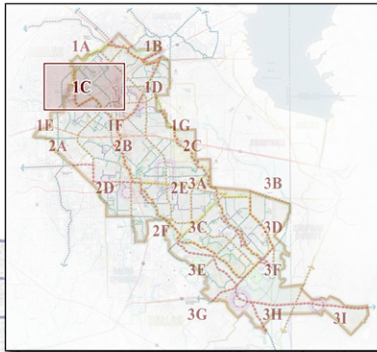 1A 1B
1C 1D
1E 1F 1G
2A 2B 2C
2D 2E 3A 3B
2F 3C 3D
3E 3F
3G 3H 3I